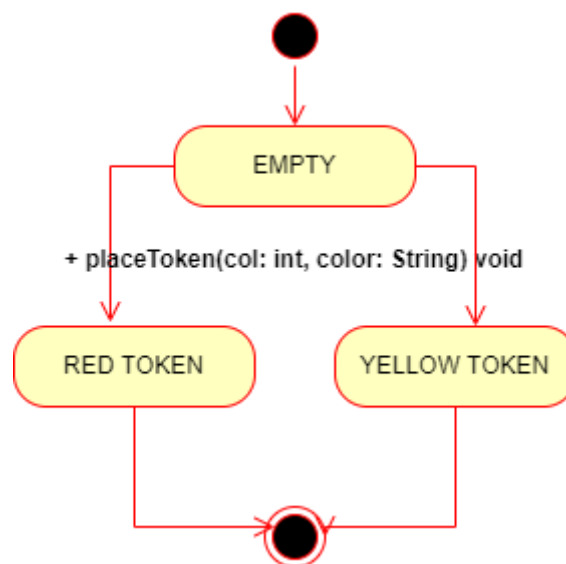 EMPTY
+ placeToken(col: int, color: String) void
RED TOKEN
YELLOW TOKEN